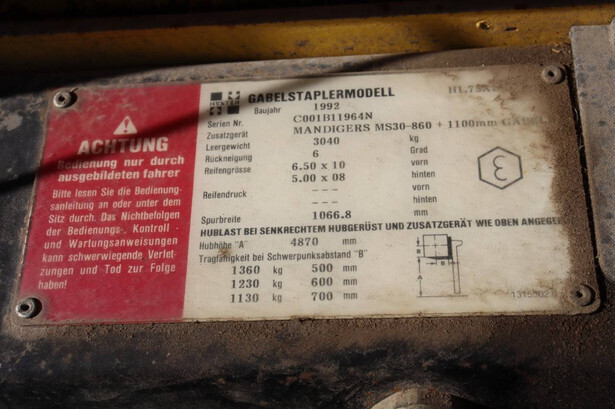 ACHTUNG
Bedienung nur durch
ausgebildeten fahrer
Bitte lesen Sie die Bedienung-
sanleitung an oder unter dem
Sitz durch. Das Nichtbefolgen
der Bedienungs-, Kontroll -
und Wartungsanweisungen
kann schwerwiegende Verlet-
zungen und Tod zur Folge
haben!
HYSTER
GABELSTAPLERMODELL
Baujahr 1992
Serien Nr. C001B11964N
Zusatzgerät MANDIGERS MS30-860 + 1100mm
Leergewicht 3040 kg
Rückneigung 6 Grad
Reifengrösse 6.50 x 10 vorn
5.00 x 08 hinten
Reifendruck --- vorn
--- hinten
Spurbreite 1066.8 mm
HUBLAST BEI SENKRECHTEM HUBGERÜST UND ZUSATZGERÄT WIE OBEN
Hubhöhe "A" 4870 mm
Tragfähigkeit bei Schwerpunksabstand "B"
1360 kg 500 mm
1230 kg 600 mm
1130 kg 700 mm
B
A